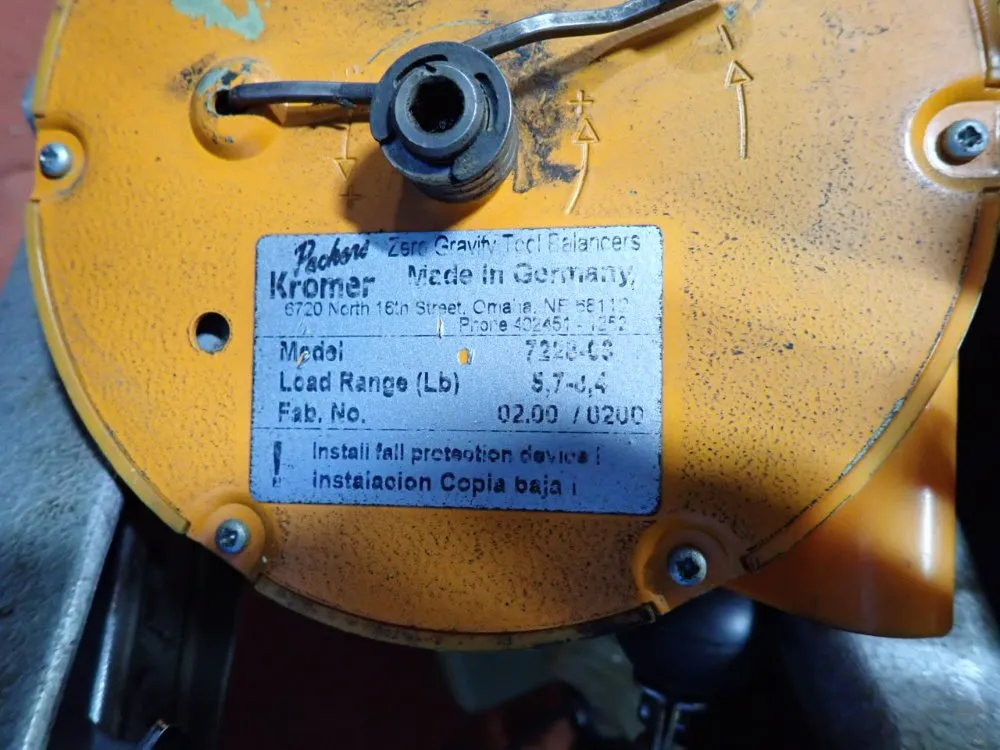 Packers
Kromer
Zero Gravity Tool Balancers
Made in Germany,
6720 North 16th Street, Omaha, NE
Phone
Model
Load Range (Lb)
Fab. No. 02.00 / 0200
! Install fall protection device !
Instalacion Copia baja ¡
+
+